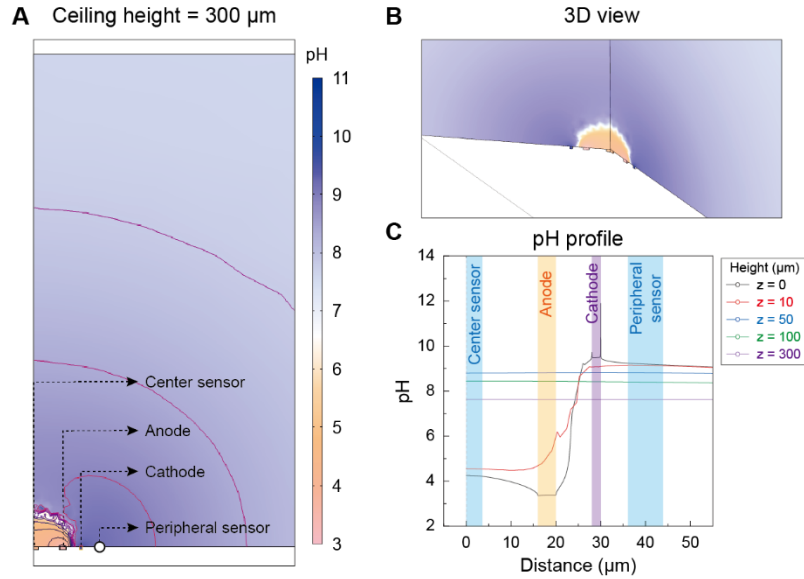 A
Ceiling height = 300 µm
pH
11
10
9
8
7
6
5
4
3
Center sensor
Anode
Cathode
Peripheral sensor
B
3D view
C
pH profile
14
12
10
8
6
4
2
pH
Center sensor
Anode
Cathode
Peripheral
sensor
0
10
20
30
40
50
Distance (µm)
Height (µm)
z = 0
z = 10
z = 50
z = 100
z = 300